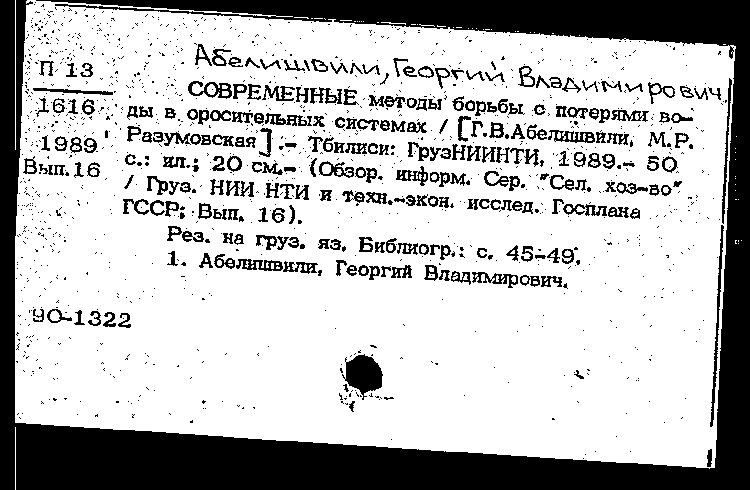 Абелишвили, Георгий Владимирович.
П 13
1616
1989
Вып. 16
СОВРЕМЕННЫЕ методы борьбы с потерями во-
ды в оросительных системах / [Г.В.Абелишвили, М.Р.
Разумовская].- Тбилиси: ГрузНИИНТИ, 1989.- 50
с.: ил.; 20 см.- (Обзор. информ. Сер. "Сел. хоз-во"
/ Груз. НИИ НТИ и техн.-экон. исслед. Госплана
ГССР; Вып. 16).
Рез. на груз. яз. Библиогр.: с. 45-49.
1. Абелишвили, Георгий Владимирович.
90-1322